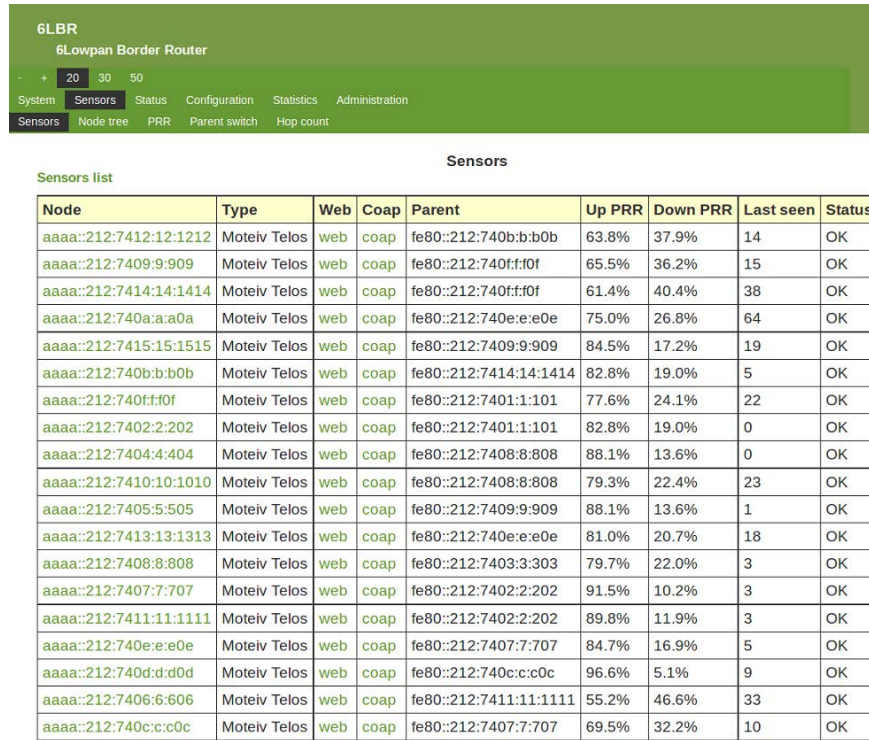 6LBR
6Lowpan Border Router
- + 20 30 50
System Sensors Status Configuration Statistics Administration
Sensors Node tree PRR Parent switch Hop count
Sensors
Sensors list
Node Type Web Coap Parent Up PRR Down PRR Last seen Status
aaaa::212:7412:12:1212 Moteiv Telos web coap fe80::212:740b:b:b0b 63.8% 37.9% 14 OK
aaaa::212:7409:9:909 Moteiv Telos web coap fe80::212:740f:f:f0f 65.5% 36.2% 15 OK
aaaa::212:7414:14:1414 Moteiv Telos web coap fe80::212:740f:f:f0f 61.4% 40.4% 38 OK
aaaa::212:740a:a:a0a Moteiv Telos web coap fe80::212:740e:e:e0e 75.0% 26.8% 64 OK
aaaa::212:7415:15:1515 Moteiv Telos web coap fe80::212:7409:9:909 84.5% 17.2% 19 OK
aaaa::212:740b:b:b0b Moteiv Telos web coap fe80::212:7414:14:1414 82.8% 19.0% 5 OK
aaaa::212:740f:f:f0f Moteiv Telos web coap fe80::212:7401:1:101 77.6% 24.1% 22 OK
aaaa::212:7402:2:202 Moteiv Telos web coap fe80::212:7401:1:101 82.8% 19.0% 0 OK
aaaa::212:7404:4:404 Moteiv Telos web coap fe80::212:7408:8:808 88.1% 13.6% 0 OK
aaaa::212:7410:10:1010 Moteiv Telos web coap fe80::212:7408:8:808 79.3% 22.4% 23 OK
aaaa::212:7405:5:505 Moteiv Telos web coap fe80::212:7409:9:909 88.1% 13.6% 1 OK
aaaa::212:7413:13:1313 Moteiv Telos web coap fe80::212:740e:e:e0e 81.0% 20.7% 18 OK
aaaa::212:7408:8:808 Moteiv Telos web coap fe80::212:7403:3:303 79.7% 22.0% 3 OK
aaaa::212:7407:7:707 Moteiv Telos web coap fe80::212:7402:2:202 91.5% 10.2% 3 OK
aaaa::212:7411:11:1111 Moteiv Telos web coap fe80::212:7402:2:202 89.8% 11.9% 3 OK
aaaa::212:740e:e:e0e Moteiv Telos web coap fe80::212:7407:7:707 84.7% 16.9% 5 OK
aaaa::212:740d:d:d0d Moteiv Telos web coap fe80::212:740c:c:c0c 96.6% 5.1% 9 OK
aaaa::212:7406:6:606 Moteiv Telos web coap fe80::212:7411:11:1111 55.2% 46.6% 33 OK
aaaa::212:740c:c:c0c Moteiv Telos web coap fe80::212:7407:7:707 69.5% 32.2% 10 OK